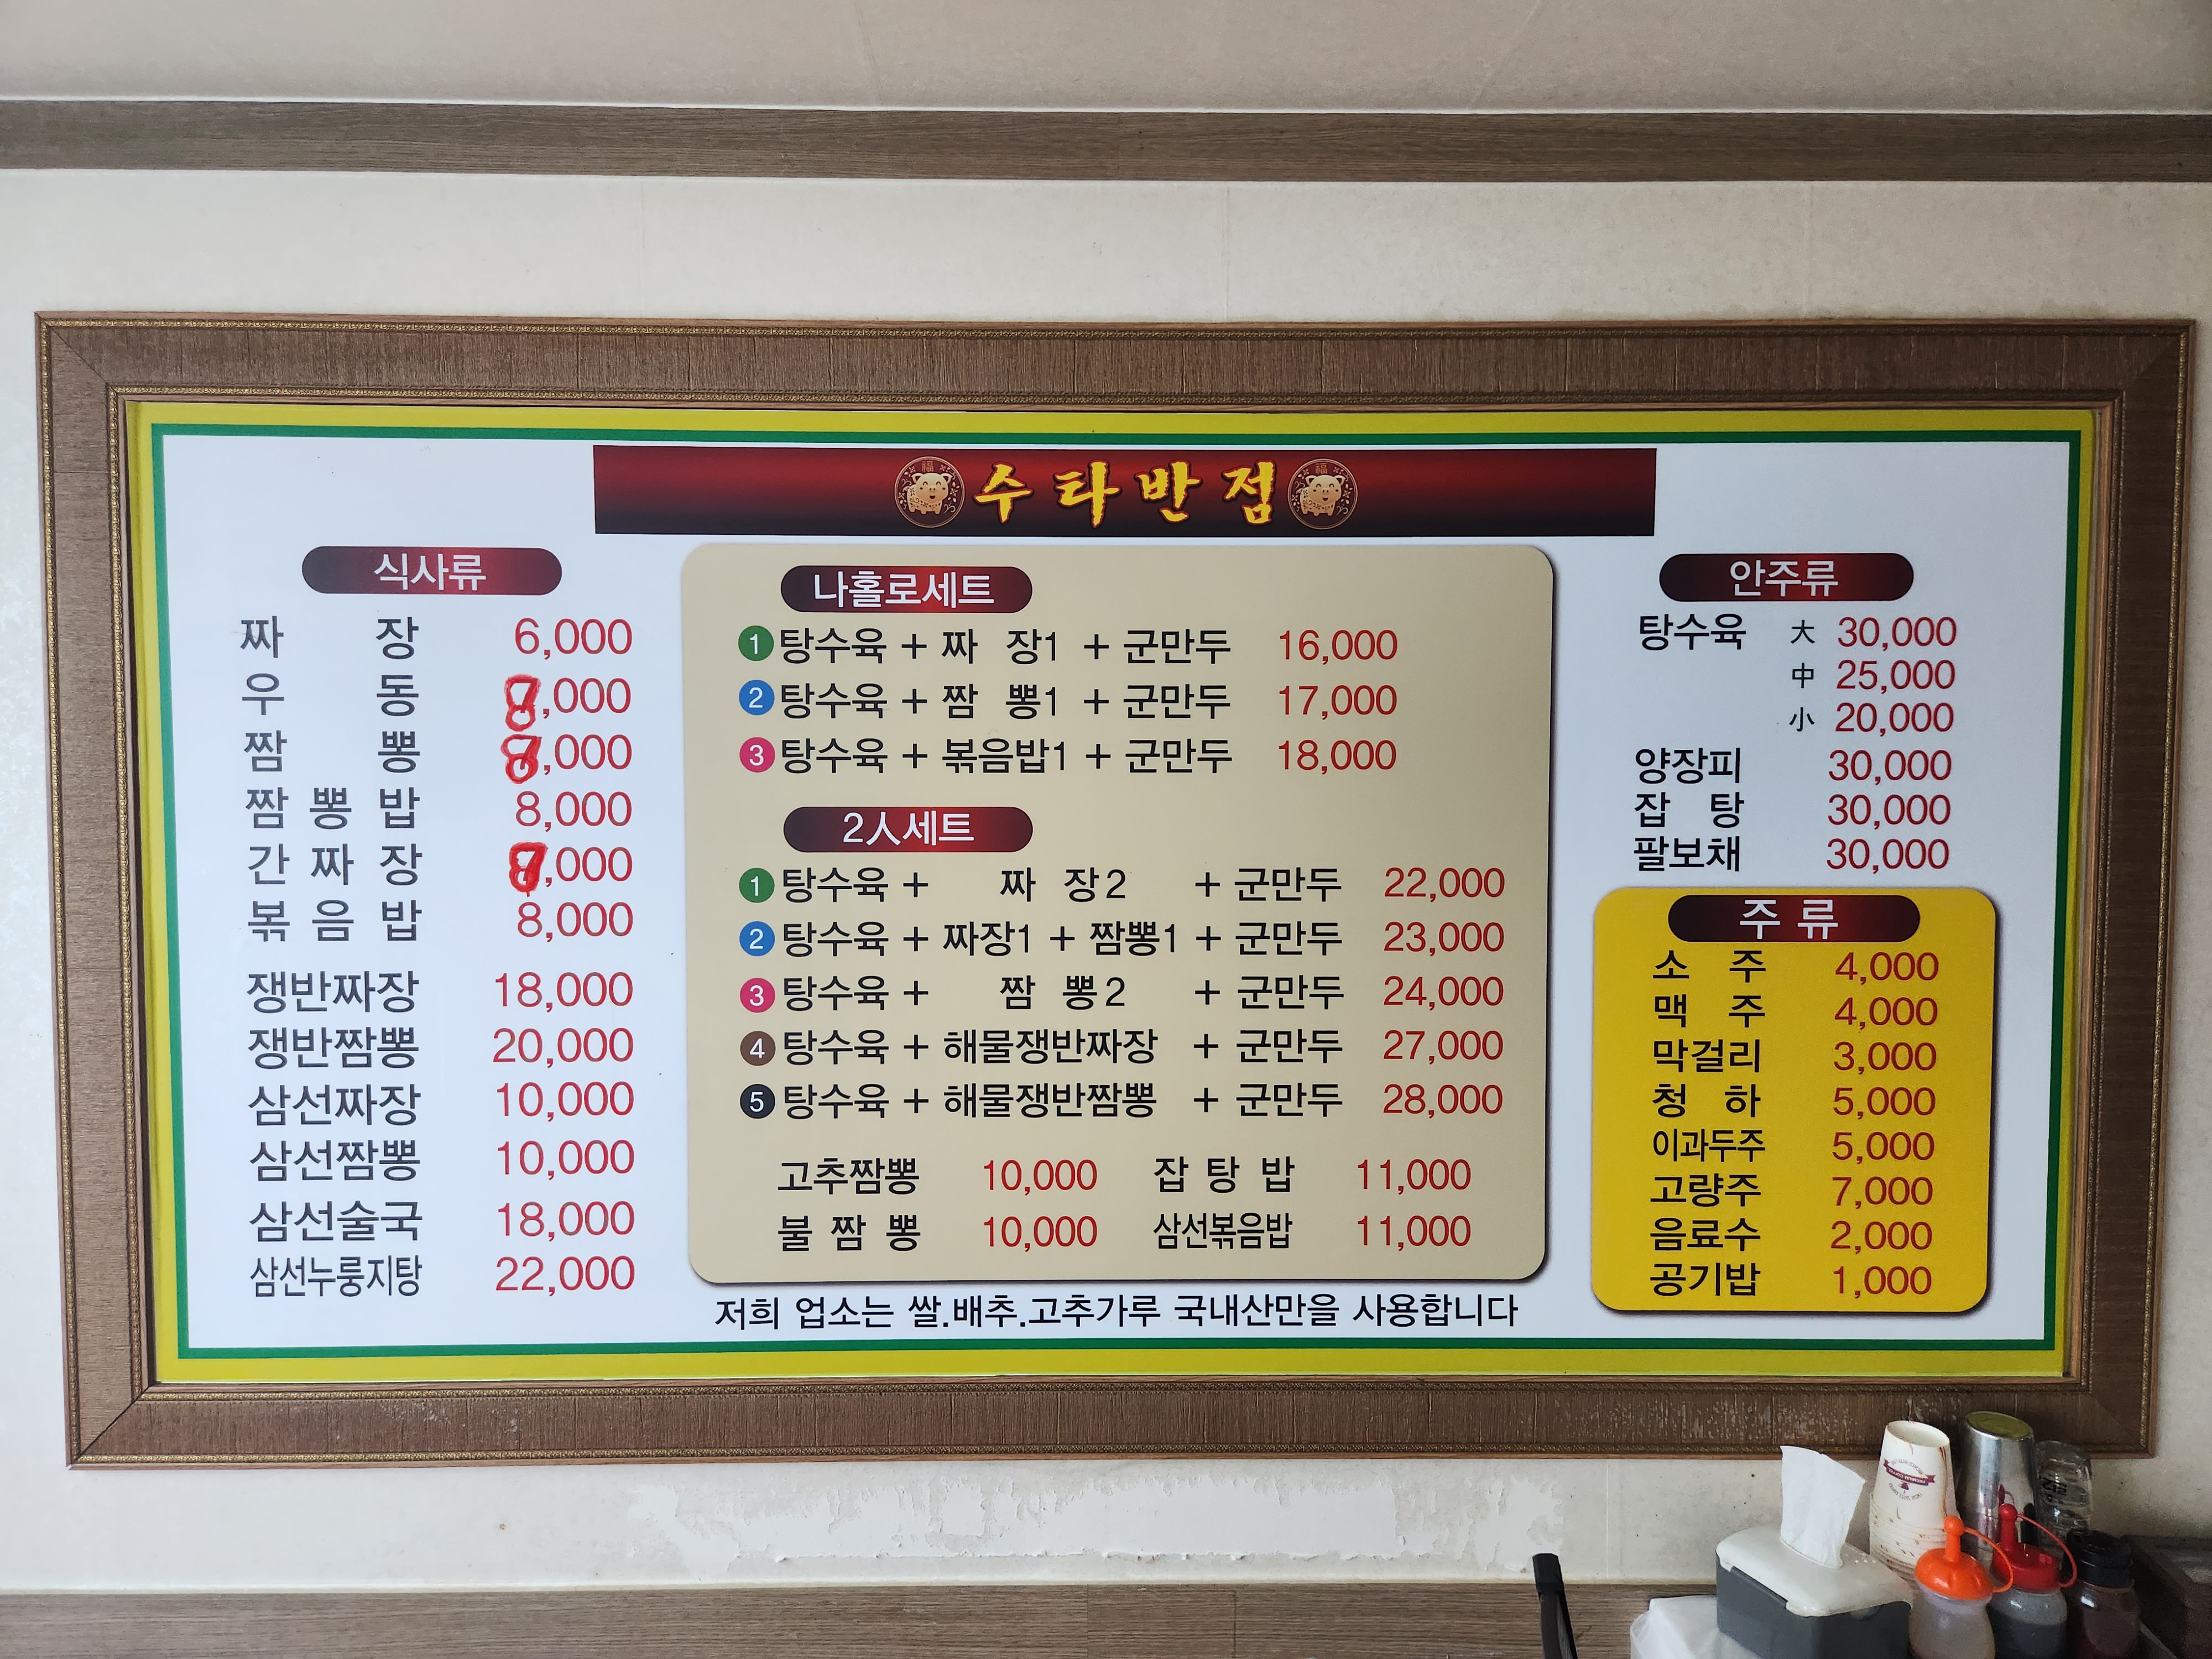 수타반점
식사류
짜장 6,000
우동 8,000
짬뽕 8,000
짬뽕밥 8,000
간짜장 8,000
볶음밥 8,000
쟁반짜장 18,000
쟁반짬뽕 20,000
삼선짜장 10,000
삼선짬뽕 10,000
삼선술국 18,000
삼선누룽지탕 22,000
나홀로세트
1 탕수육 + 짜장1 + 군만두 16,000
2 탕수육 + 짬뽕1 + 군만두 17,000
3 탕수육 + 볶음밥1 + 군만두 18,000
2人세트
1 탕수육 + 짜장2 + 군만두 22,000
2 탕수육 + 짜장1 + 짬뽕1 + 군만두 23,000
3 탕수육 + 짬뽕2 + 군만두 24,000
4 탕수육 + 해물쟁반짜장 + 군만두 27,000
5 탕수육 + 해물쟁반짬뽕 + 군만두 28,000
고추짬뽕 10,000 잡탕밥 11,000
불짬뽕 10,000 삼선볶음밥 11,000
저희 업소는 쌀.배추.고추가루 국내산만을 사용합니다
안주류
탕수육 大 30,000
中 25,000
小 20,000
양장피 30,000
잡탕 30,000
팔보채 30,000
주류
소주 4,000
맥주 4,000
막걸리 3,000
청하 5,000
이과두주 5,000
고량주 7,000
음료수 2,000
공기밥 1,000